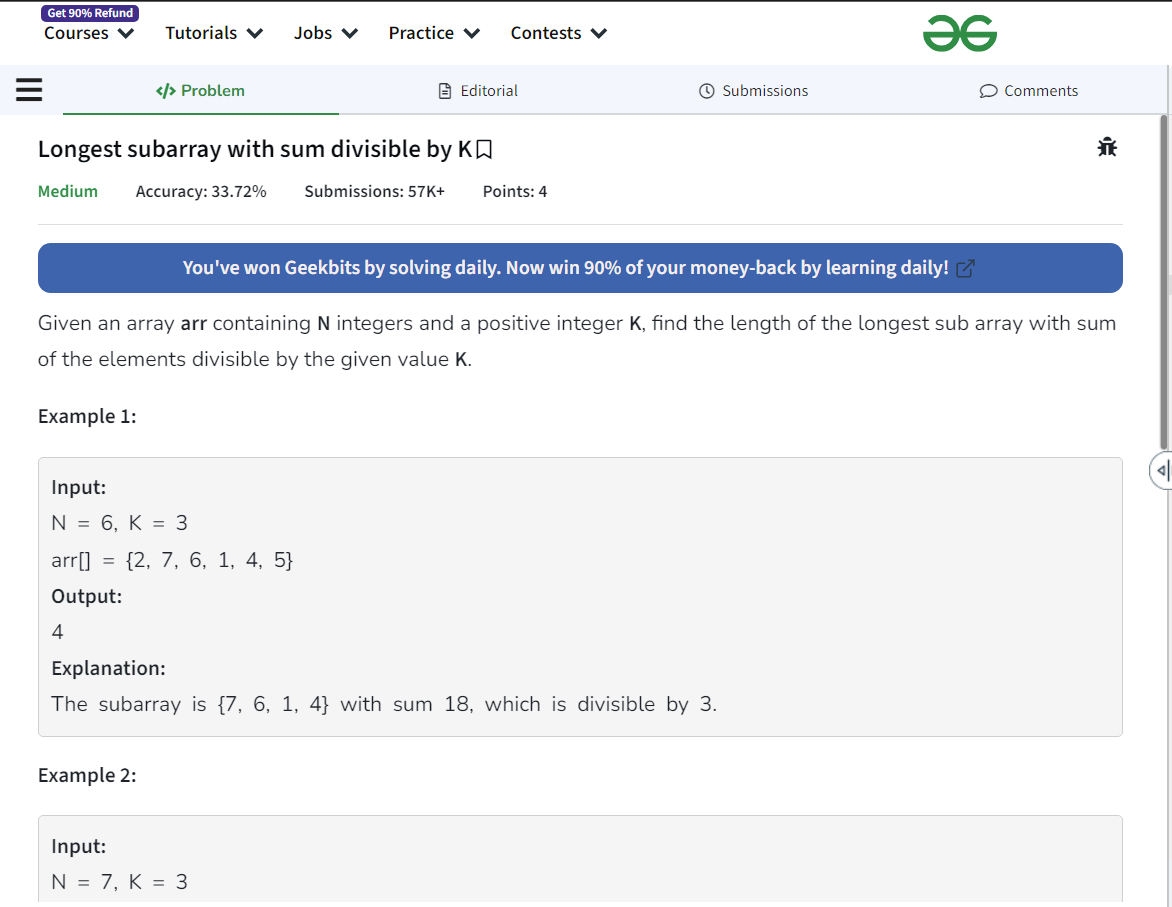 Get 90% Refund
Courses Tutorials Jobs Practice Contests
</> Problem Editorial Submissions Comments
Longest subarray with sum divisible by K
Medium Accuracy: 33.72% Submissions: 57K+ Points: 4
You've won Geekbits by solving daily. Now win 90% of your money-back by learning daily!
Given an array arr containing N integers and a positive integer K, find the length of the longest sub array with sum
of the elements divisible by the given value K.
Example 1:
Input:
N = 6, K = 3
arr[] = {2, 7, 6, 1, 4, 5}
Output:
4
Explanation:
The subarray is {7, 6, 1, 4} with sum 18, which is divisible by 3.
Example 2:
Input:
N = 7, K = 3